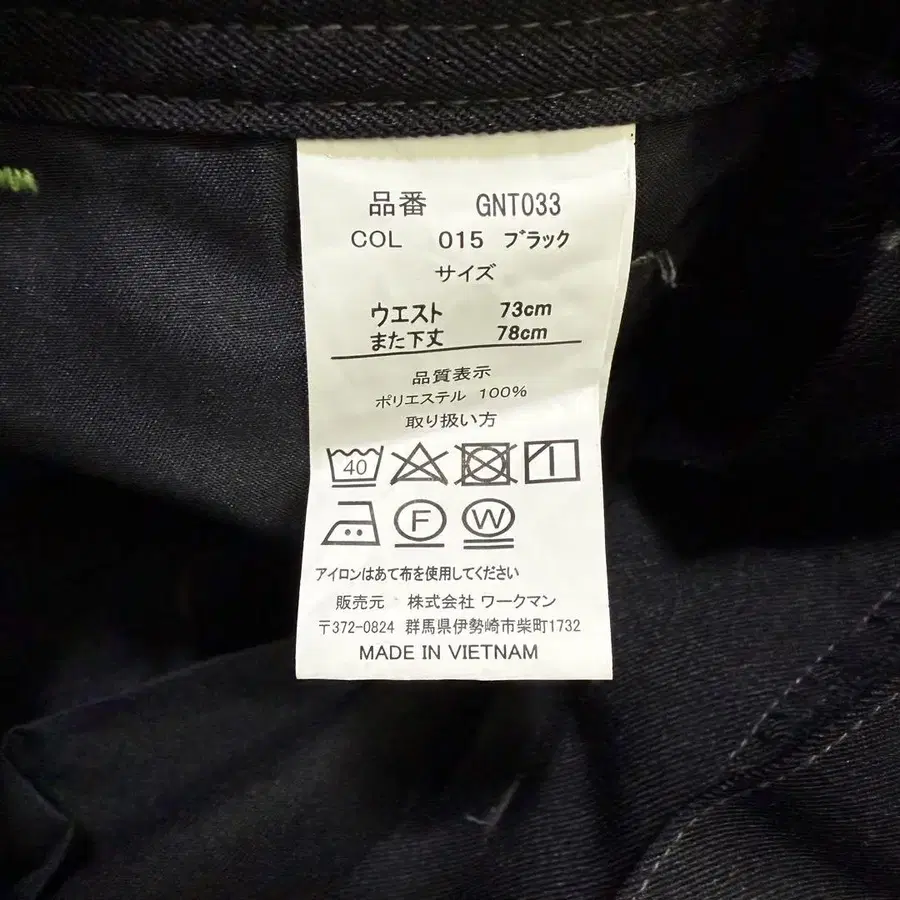 品番 GNT033
COL 015 ブラック
サイズ
ウエスト 73cm
また下丈 78cm
品質表示
ポリエステル 100%
取り扱い方
40
F W
アイロンはあて布を使用してください
販売元 株式会社 ワークマン
〒372-0824 群馬県伊勢崎市柴町1732
MADE IN VIETNAM